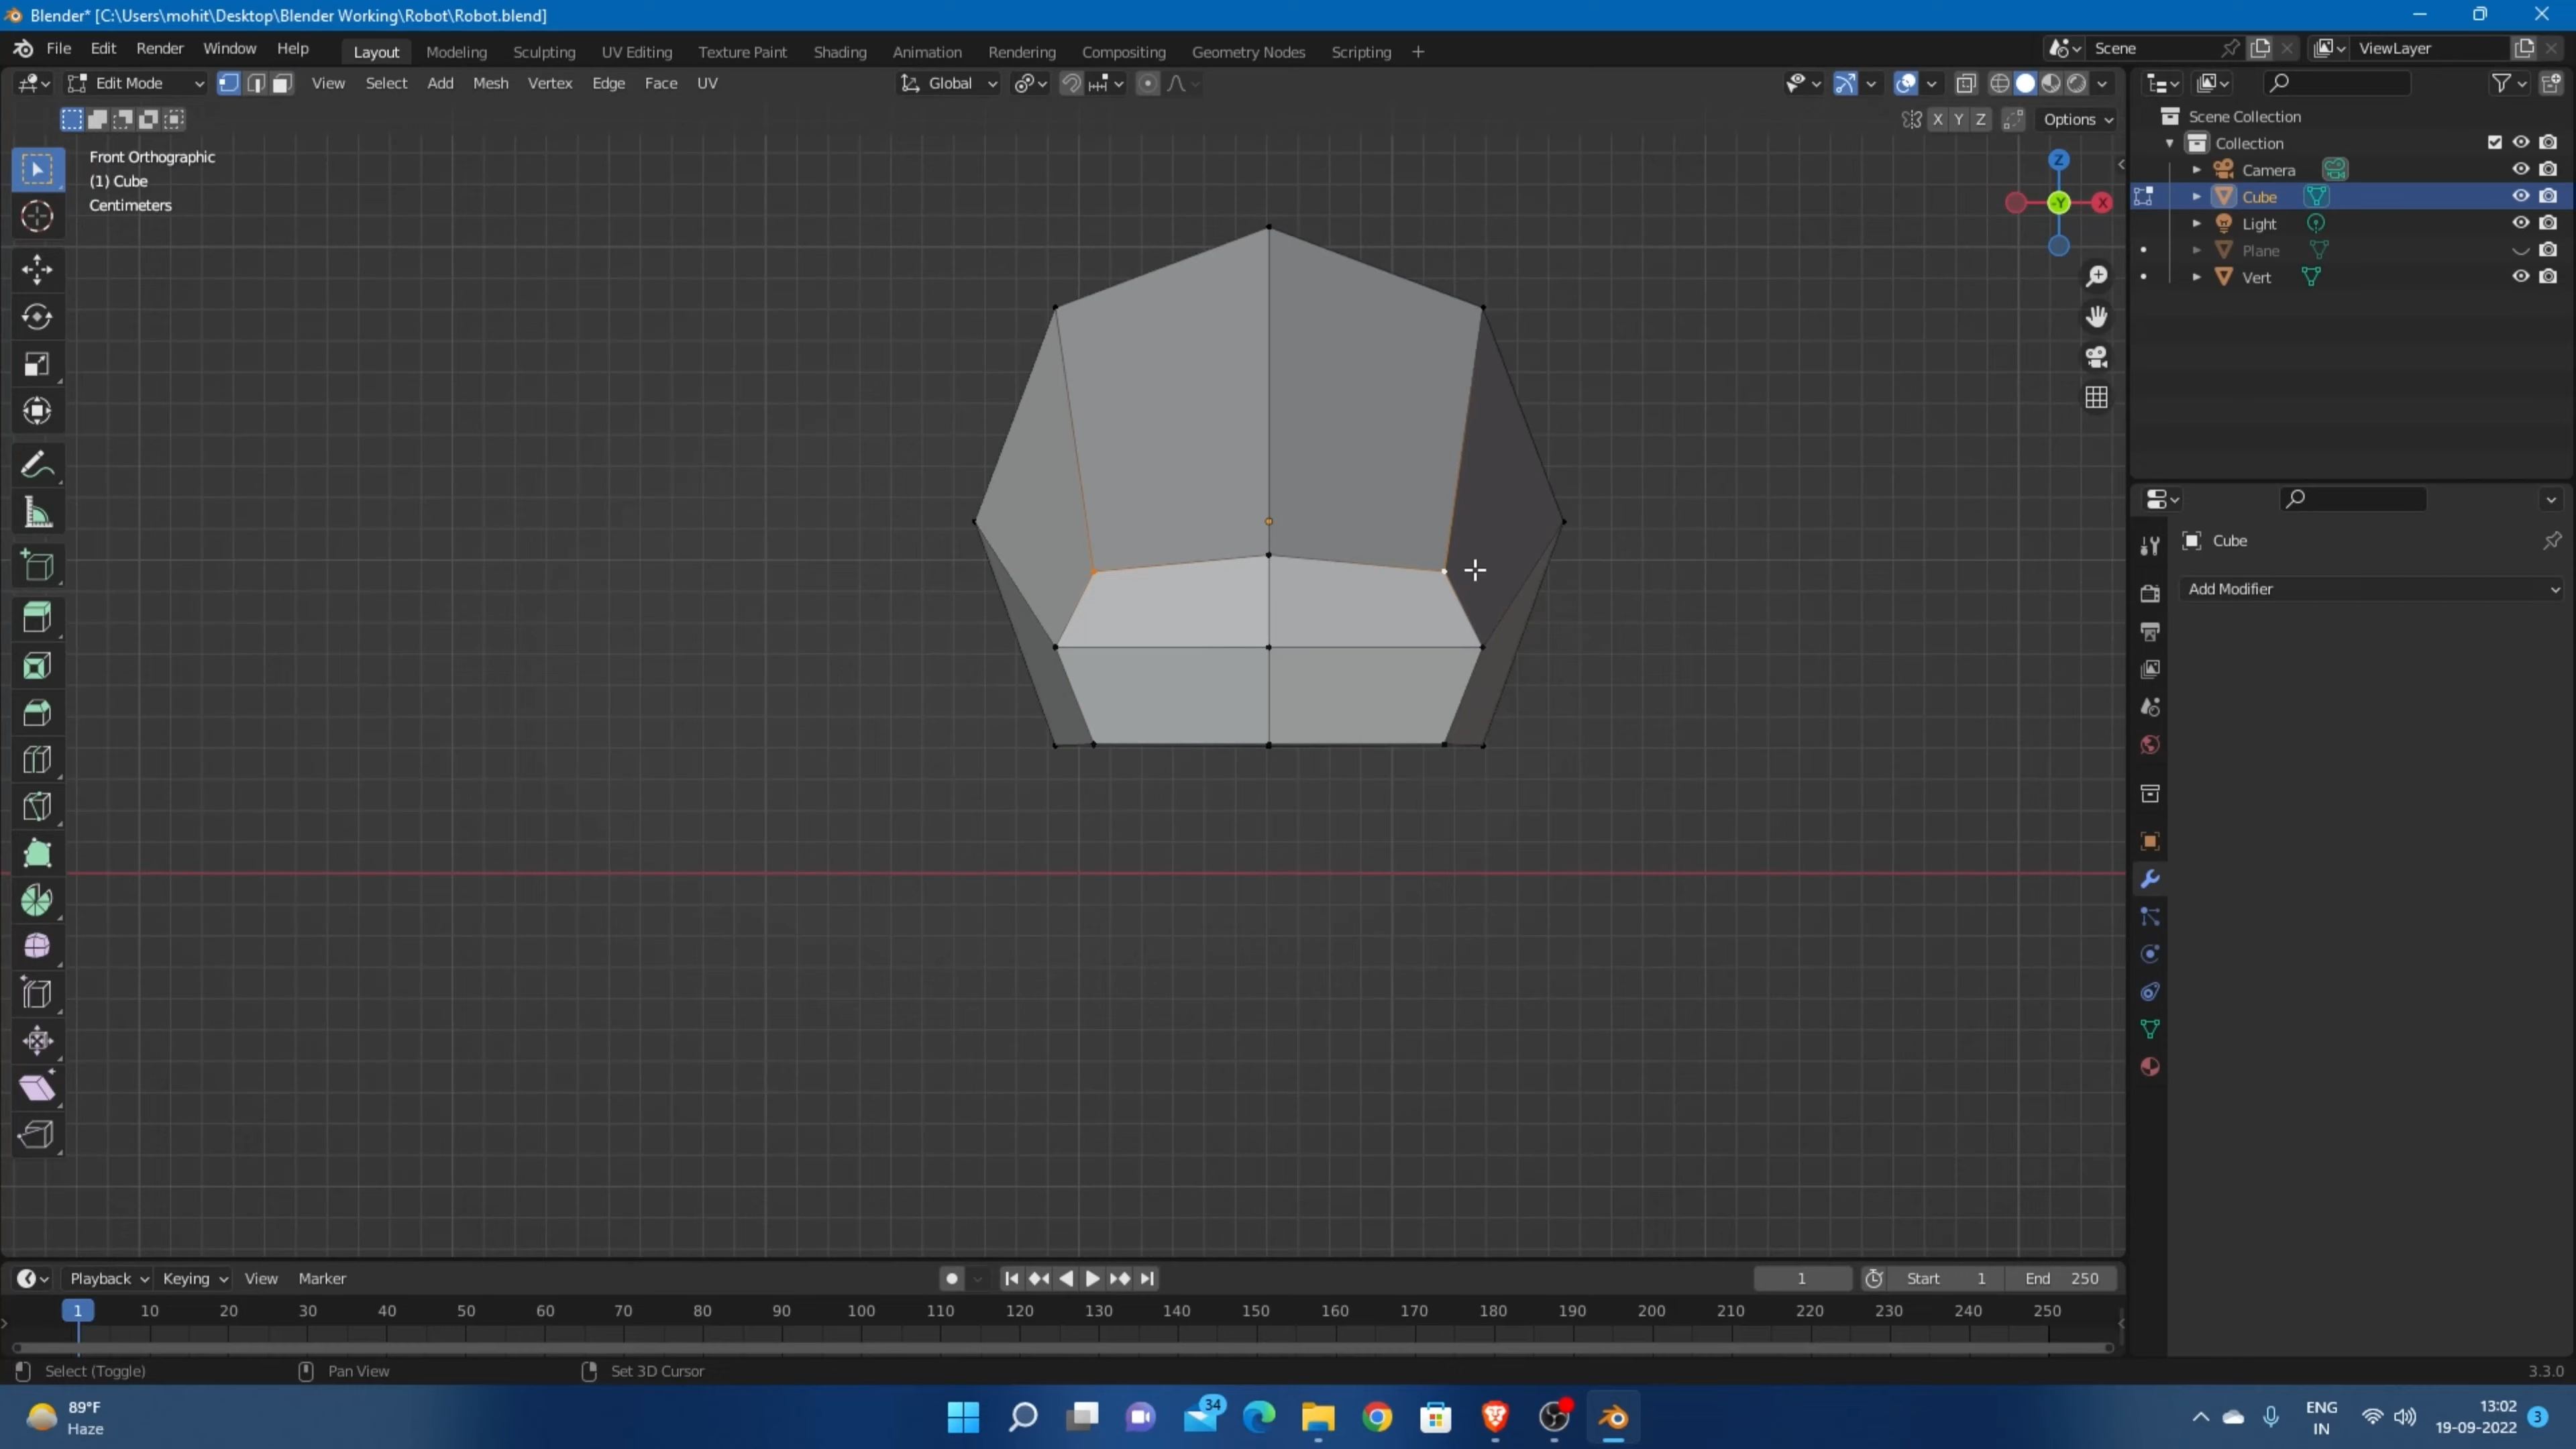 Blender* [C:\Users\mohit\Desktop\Blender Working\Robot\Robot.blend]
File Edit Render Window Help Layout Modeling Sculpting UV Editing Texture Paint Shading Animation Rendering Compositing Geometry Nodes Scripting + Scene ViewLayer
Edit Mode View Select Add Mesh Vertex Edge Face UV Global
X Y Z Options
Front Orthographic
(1) Cube
Centimeters
Z
-Y X
Scene Collection
Collection
Camera
Cube
Light
Plane
Vert
Cube
Add Modifier
Playback Keying View Marker 1 Start 1 End 250
1 10 20 30 40 50 60 70 80 90 100 110 120 130 140 150 160 170 180 190 200 210 220 230 240 250
Select (Toggle) Pan View Set 3D Cursor 3.3.0
89°F
Haze
34
ENG
IN
13:02
19-09-2022
3